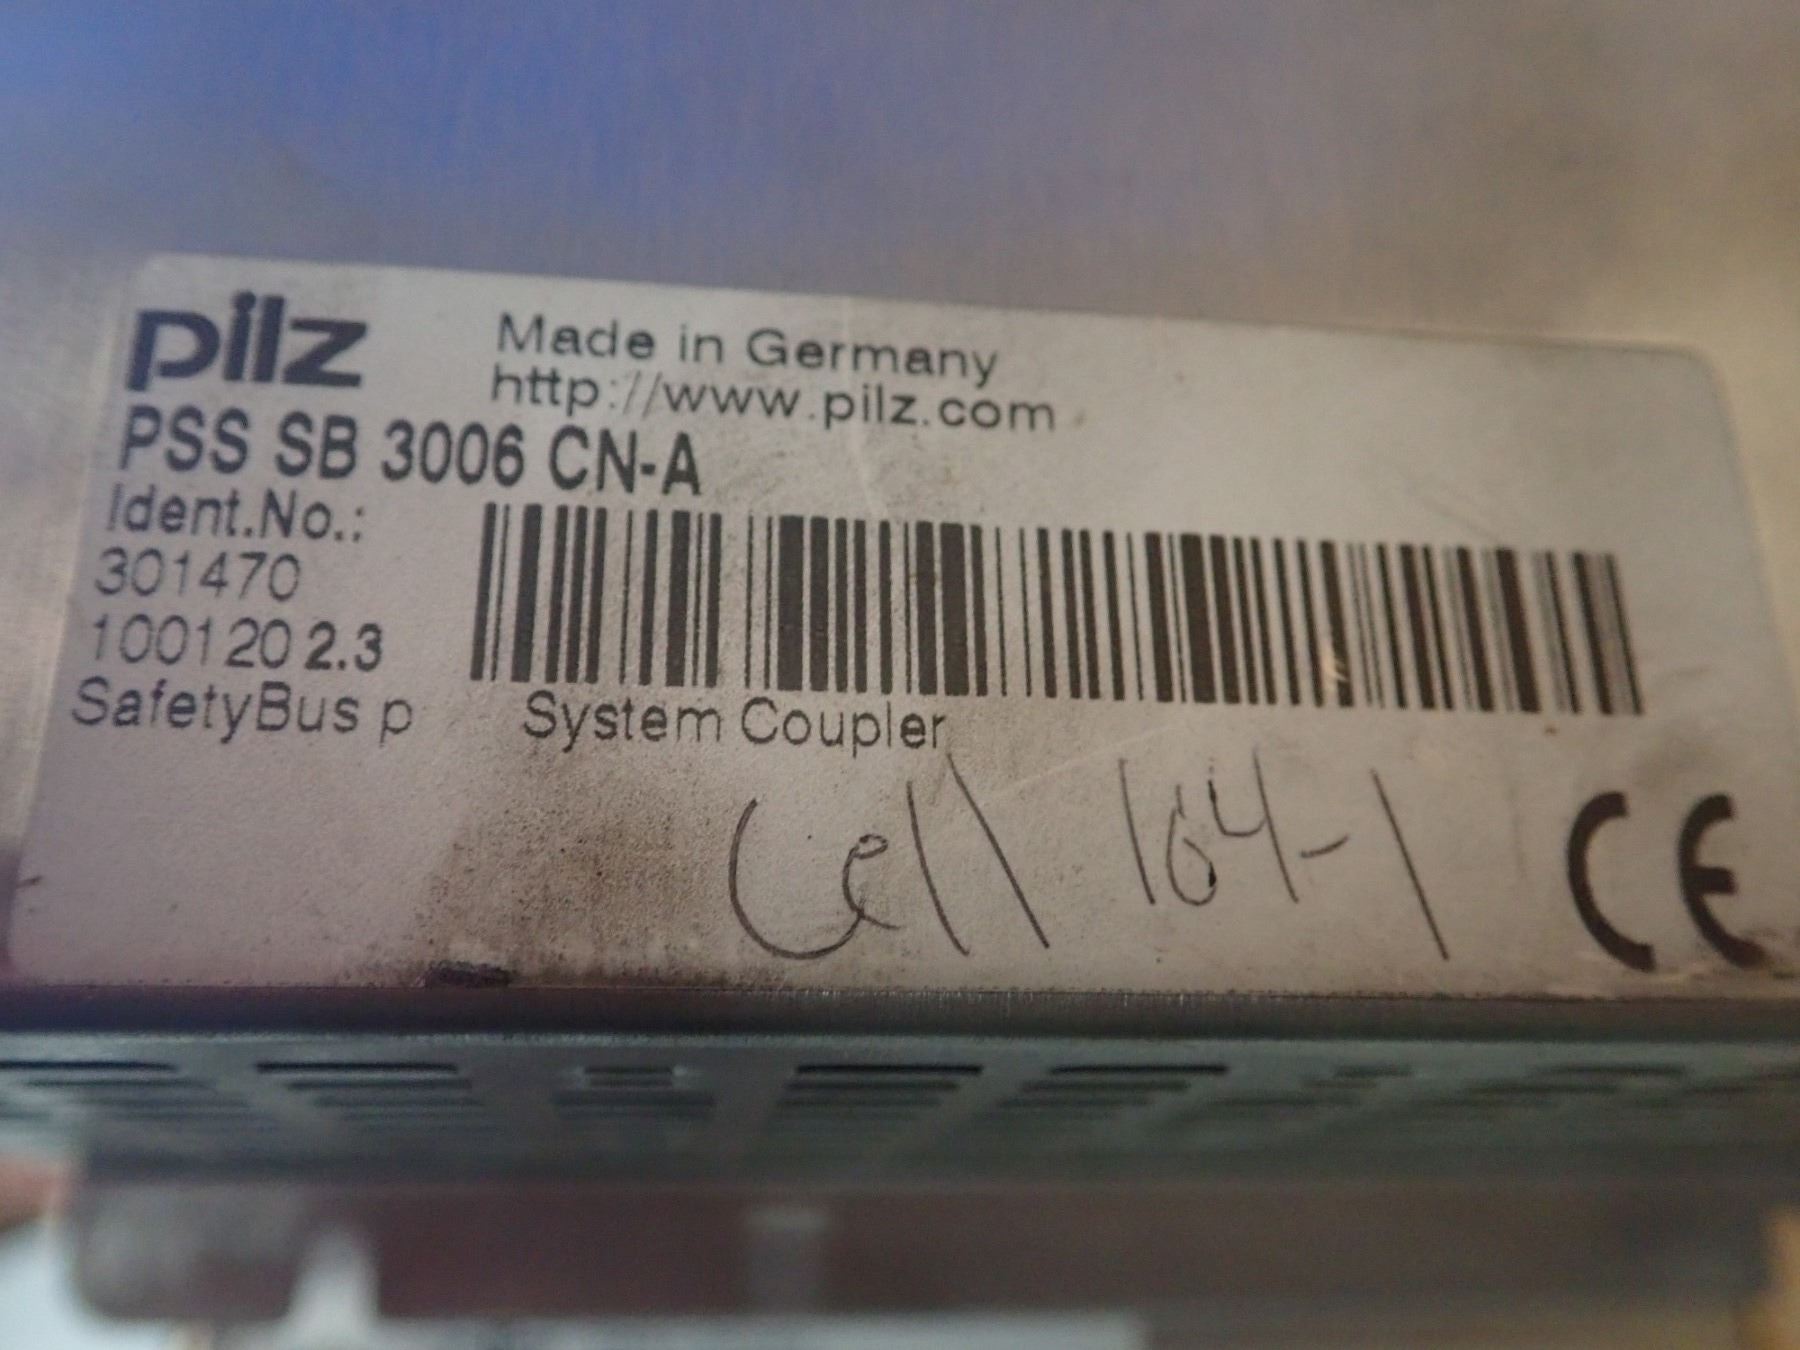 pilz
Made in Germany
http://www.pilz.com
PSS SB 3006 CN-A
Ident.No.:
301470
100120 2.3
SafetyBus p System Coupler
Cell 104-1
CE